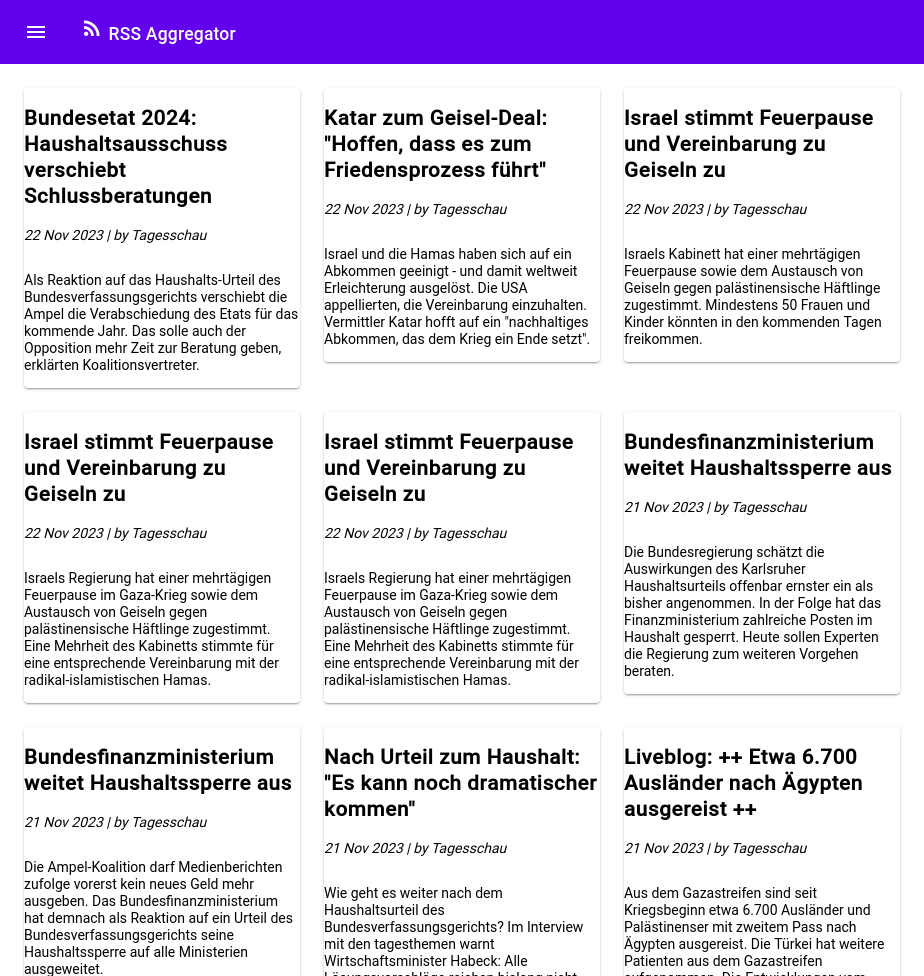 RSS Aggregator
Bundesetat 2024:
Haushaltsausschuss
verschiebt
Schlussberatungen
22 Nov 2023 | by Tagesschau
Als Reaktion auf das Haushalts-Urteil des
Bundesverfassungsgerichts verschiebt die
Ampel die Verabschiedung des Etats für das
kommende Jahr. Das solle auch der
Opposition mehr Zeit zur Beratung geben,
erklärten Koalitionsvertreter.
Katar zum Geisel-Deal:
"Hoffen, dass es zum
Friedensprozess führt"
22 Nov 2023 | by Tagesschau
Israel und die Hamas haben sich auf ein
Abkommen geeinigt - und damit weltweit
Erleichterung ausgelöst. Die USA
appellierten, die Vereinbarung einzuhalten.
Vermittler Katar hofft auf ein "nachhaltiges
Abkommen, das dem Krieg ein Ende setzt".
Israel stimmt Feuerpause
und Vereinbarung zu
Geiseln zu
22 Nov 2023 | by Tagesschau
Israels Kabinett hat einer mehrtägigen
Feuerpause sowie dem Austausch von
Geiseln gegen palästinensische Häftlinge
zugestimmt. Mindestens 50 Frauen und
Kinder könnten in den kommenden Tagen
freikommen.
Israel stimmt Feuerpause
und Vereinbarung zu
Geiseln zu
22 Nov 2023 | by Tagesschau
Israels Regierung hat einer mehrtägigen
Feuerpause im Gaza-Krieg sowie dem
Austausch von Geiseln gegen
palästinensische Häftlinge zugestimmt.
Eine Mehrheit des Kabinetts stimmte für
eine entsprechende Vereinbarung mit der
radikal-islamistischen Hamas.
Israel stimmt Feuerpause
und Vereinbarung zu
Geiseln zu
22 Nov 2023 | by Tagesschau
Israels Regierung hat einer mehrtägigen
Feuerpause im Gaza-Krieg sowie dem
Austausch von Geiseln gegen
palästinensische Häftlinge zugestimmt.
Eine Mehrheit des Kabinetts stimmte für
eine entsprechende Vereinbarung mit der
radikal-islamistischen Hamas.
Bundesfinanzministerium
weitet Haushaltssperre aus
21 Nov 2023 | by Tagesschau
Die Bundesregierung schätzt die
Auswirkungen des Karlsruher
Haushaltsurteils offenbar ernster ein als
bisher angenommen. In der Folge hat das
Finanzministerium zahlreiche Posten im
Haushalt gesperrt. Heute sollen Experten
die Regierung zum weiteren Vorgehen
beraten.
Bundesfinanzministerium
weitet Haushaltssperre aus
21 Nov 2023 | by Tagesschau
Die Ampel-Koalition darf Medienberichten
zufolge vorerst kein neues Geld mehr
ausgeben. Das Bundesfinanzministerium
hat demnach als Reaktion auf ein Urteil des
Bundesverfassungsgerichts seine
Haushaltssperre auf alle Ministerien
ausgeweitet.
Nach Urteil zum Haushalt:
"Es kann noch dramatischer
kommen"
21 Nov 2023 | by Tagesschau
Wie geht es weiter nach dem
Haushaltsurteil des
Bundesverfassungsgerichts? Im Interview
mit den tagesthemen warnt
Wirtschaftsminister Habeck: Alle
Liveblog: ++ Etwa 6.700
Ausländer nach Ägypten
ausgereist ++
21 Nov 2023 | by Tagesschau
Aus dem Gazastreifen sind seit
Kriegsbeginn etwa 6.700 Ausländer und
Palästinenser mit zweitem Pass nach
Ägypten ausgereist. Die Türkei hat weitere
Patienten aus dem Gazastreifen